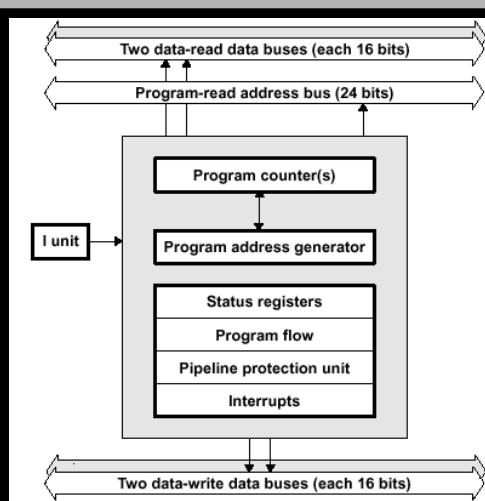 Two data-read data buses (each 16 bits)
Program-read address bus (24 bits)
Program counter(s)
I unit
Program address generator
Status registers
Program flow
Pipeline protection unit
Interrupts
Two data-write data buses (each 16 bits)